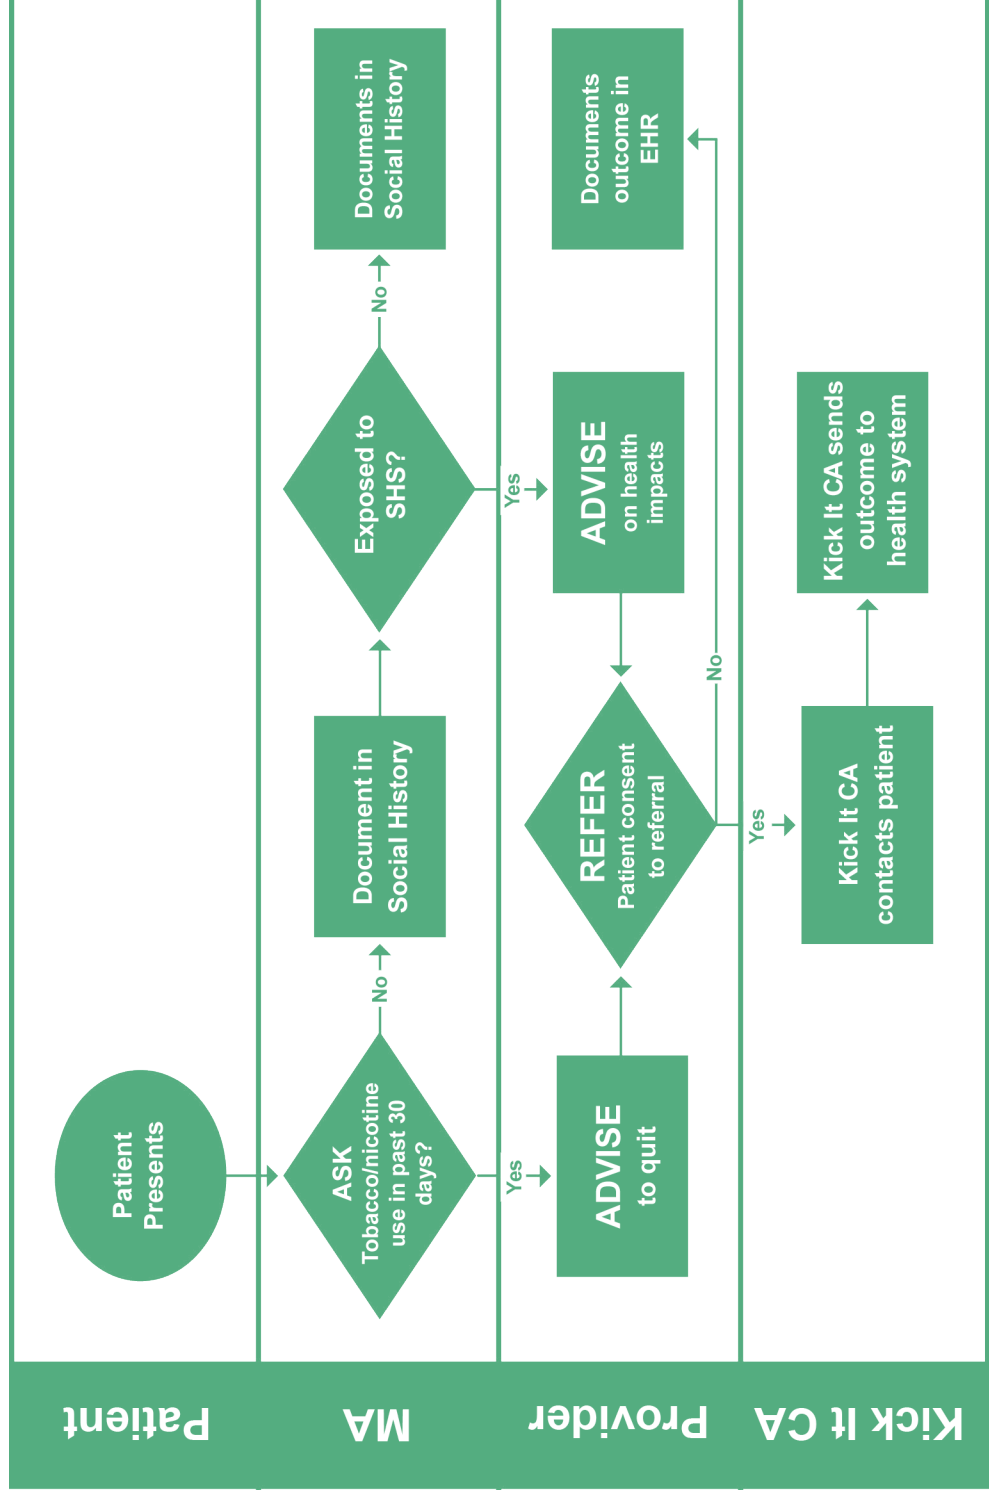 Patient
Patient
Presents
MA
ASK
Tobacco/nicotine
use in past 30
days?
No
Document in
Social History
Exposed to
SHS?
No
Documents in
Social History
Yes
Yes
Provider
ADVISE
to quit
REFER
Patient consent
to referral
ADVISE
on health
impacts
Documents
outcome in
EHR
No
Yes
Kick It CA
Kick It CA
contacts patient
Kick It CA sends
outcome to
health system